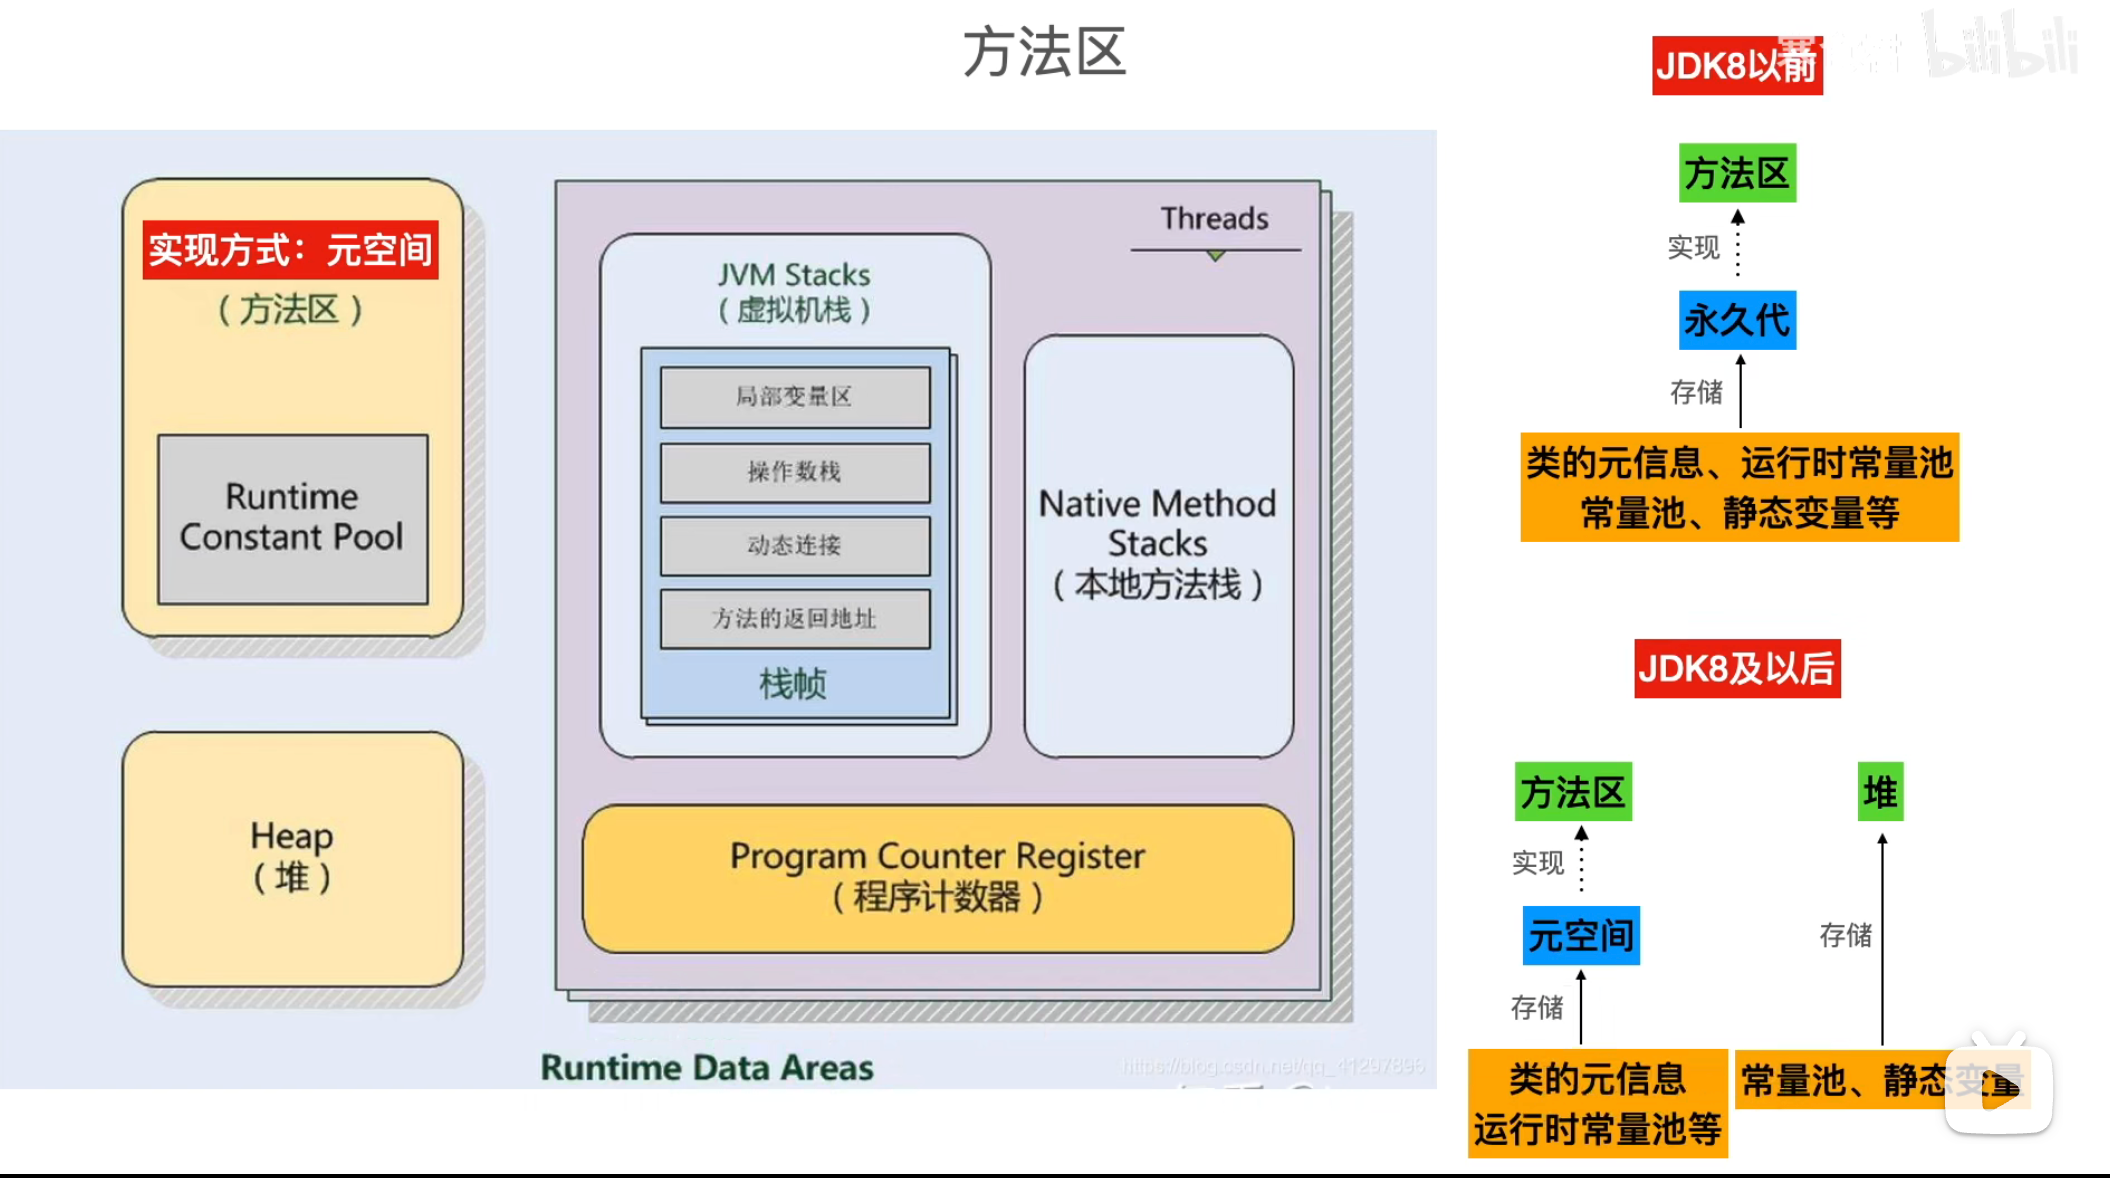 方法区
实现方式：元空间
（方法区）
Runtime
Constant Pool
Heap
（堆）
Threads
JVM Stacks
（虚拟机栈）
局部变量区
操作数栈
动态连接
方法的返回地址
栈帧
Native Method
Stacks
（本地方法栈）
Program Counter Register
（程序计数器）
Runtime Data Areas
https://blog.csdn.net/qq_41297896
bilibili
JDK8以前
方法区
实现
永久代
存储
类的元信息、运行时常量池
常量池、静态变量等
JDK8及以后
方法区
实现
元空间
存储
类的元信息
运行时常量池等
堆
存储
常量池、静态变量